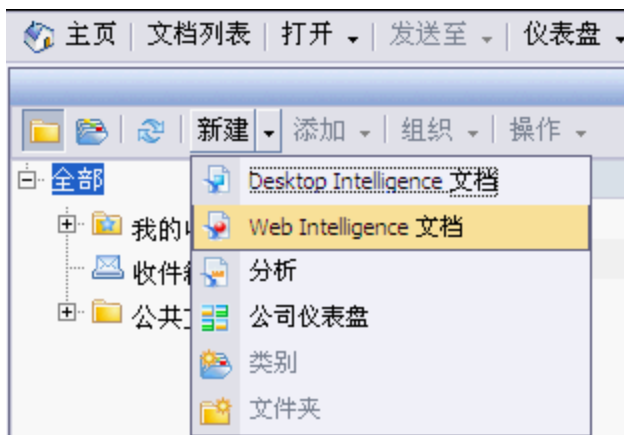 主页 文档列表 打开 发送至 仪表盘
新建 添加 组织 操作
全部
Desktop Intelligence 文档
我的
Web Intelligence 文档
收件
分析
公共
公司仪表盘
类别
文件夹